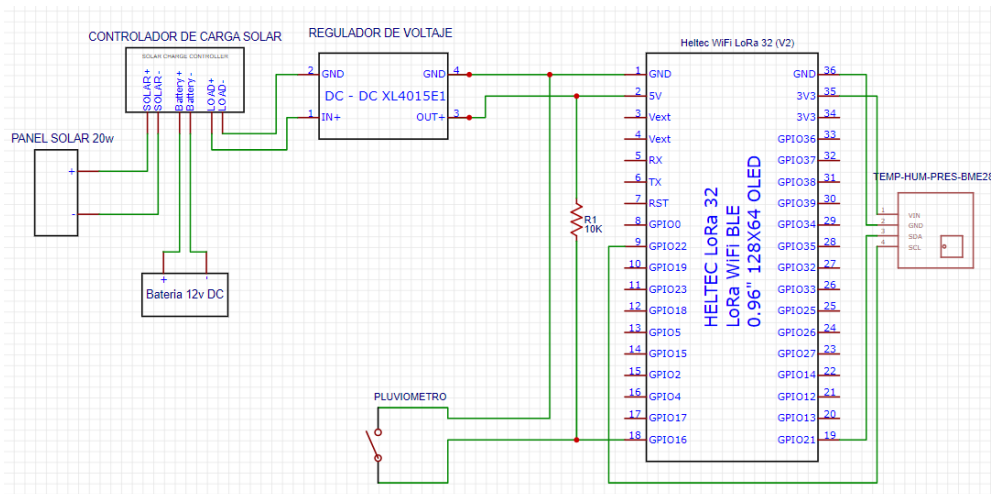 CONTROLADOR DE CARGA SOLAR
REGULADOR DE VOLTAJE
Heltec WiFi LoRa 32 (V2)
SOLAR CHARGE CONTROLLER
SOLAR +
SOLAR -
Battery +
Battery -
LOAD+
LOAD-
2 GND
GND 4
DC - DC XL4015E1
1 IN+
OUT+ 3
PANEL SOLAR 20w
+
-
+ -
Bateria 12v DC
R1
10K
PLUVIOMETRO
1 GND
2 5V
3 Vext
4 Vext
5 RX
6 TX
7 RST
8 GPIO0
9 GPIO22
10 GPIO19
11 GPIO23
12 GPIO18
13 GPIO5
14 GPIO15
15 GPIO2
16 GPIO4
17 GPIO17
18 GPIO16
HELTEC LoRa 32
LoRa WiFi BLE
0.96" 128X64 OLED
GND 36
3V3 35
3V3 34
GPIO36 33
GPIO37 32
GPIO38 31
GPIO39 30
GPIO34 29
GPIO35 28
GPIO32 27
GPIO33 26
GPIO25 25
GPIO26 24
GPIO27 23
GPIO14 22
GPIO12 21
GPIO13 20
GPIO21 19
TEMP-HUM-PRES-BME28
1 VIN
2 GND
3 SDA
4 SCL